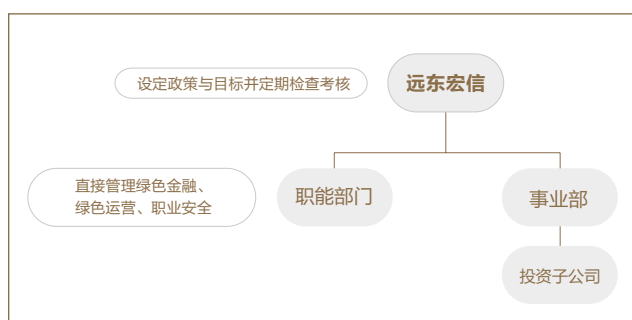 设定政策与目标并定期检查考核
远东宏信
直接管理绿色金融、
绿色运营、职业安全
职能部门
事业部
投资子公司